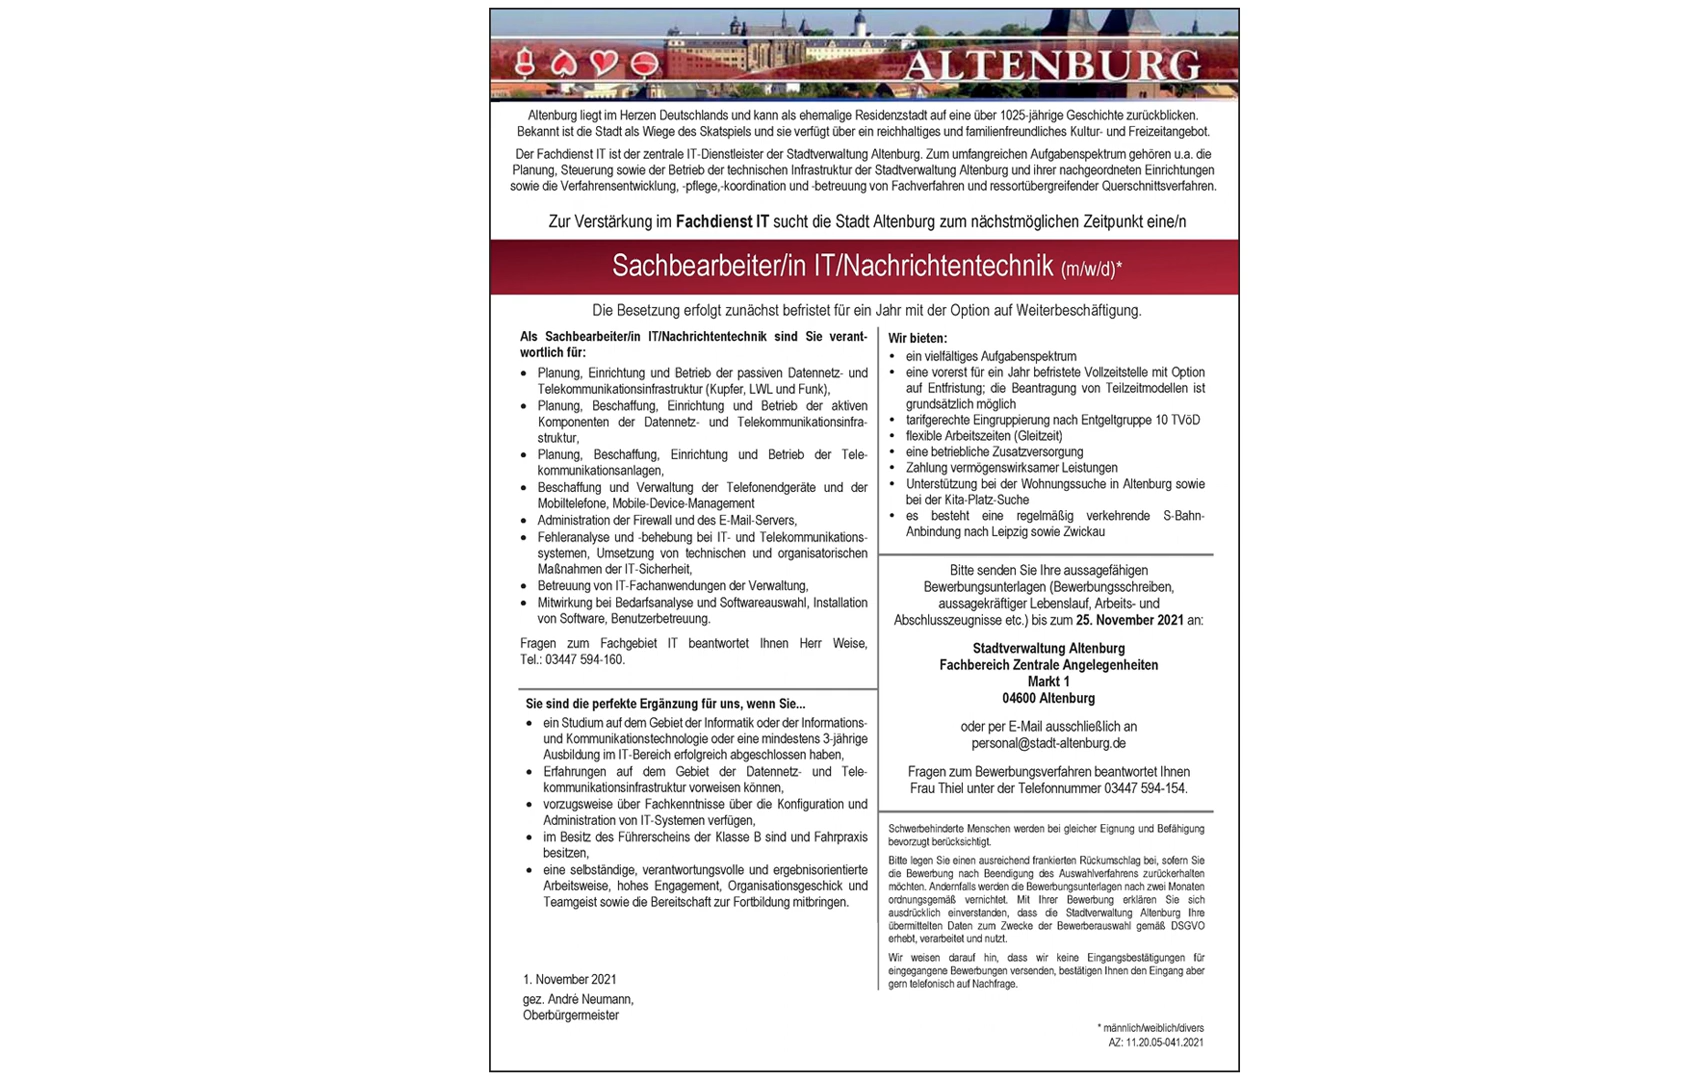 ALTENBURG
Altenburg liegt im Herzen Deutschlands und kann als ehemalige Residenzstadt auf eine über 1025-jährige Geschichte zurückblicken.
Bekannt ist die Stadt als Wiege des Skatspiels und sie verfügt über ein reichhaltiges und familienfreundliches Kultur- und Freizeitangebot.
Der Fachdienst IT ist der zentrale IT-Dienstleister der Stadtverwaltung Altenburg. Zum umfangreichen Aufgabenspektrum gehören u.a. die
Planung, Steuerung sowie der Betrieb der technischen Infrastruktur der Stadtverwaltung Altenburg und ihrer nachgeordneten Einrichtungen
sowie die Verfahrensentwicklung, -pflege,-koordination und -betreuung von Fachverfahren und ressortübergreifender Querschnittsverfahren.
Zur Verstärkung im Fachdienst IT sucht die Stadt Altenburg zum nächstmöglichen Zeitpunkt eine/n
Sachbearbeiter/in IT/Nachrichtentechnik (m/w/d)*
Die Besetzung erfolgt zunächst befristet für ein Jahr mit der Option auf Weiterbeschäftigung.
Als Sachbearbeiter/in IT/Nachrichtentechnik sind Sie verant-
wortlich für:
• Planung, Einrichtung und Betrieb der passiven Datennetz- und
Telekommunikationsinfrastruktur (Kupfer, LWL und Funk),
• Planung, Beschaffung, Einrichtung und Betrieb der aktiven
Komponenten der Datennetz- und Telekommunikationsinfra-
struktur,
• Planung, Beschaffung, Einrichtung und Betrieb der Tele-
kommunikationsanlagen,
• Beschaffung und Verwaltung der Telefonendgeräte und der
Mobiltelefone, Mobile-Device-Management
• Administration der Firewall und des E-Mail-Servers,
• Fehleranalyse und -behebung bei IT- und Telekommunikations-
systemen, Umsetzung von technischen und organisatorischen
Maßnahmen der IT-Sicherheit,
• Betreuung von IT-Fachanwendungen der Verwaltung,
• Mitwirkung bei Bedarfsanalyse und Softwareauswahl, Installation
von Software, Benutzerbetreuung.
Fragen zum Fachgebiet IT beantwortet Ihnen Herr Weise,
Tel.: 03447 594-160.
Sie sind die perfekte Ergänzung für uns, wenn Sie...
• ein Studium auf dem Gebiet der Informatik oder der Informations-
und Kommunikationstechnologie oder eine mindestens 3-jährige
Ausbildung im IT-Bereich erfolgreich abgeschlossen haben,
• Erfahrungen auf dem Gebiet der Datennetz- und Tele-
kommunikationsinfrastruktur vorweisen können,
• vorzugsweise über Fachkenntnisse über die Konfiguration und
Administration von IT-Systemen verfügen,
• im Besitz des Führerscheins der Klasse B sind und Fahrpraxis
besitzen,
• eine selbständige, verantwortungsvolle und ergebnisorientierte
Arbeitsweise, hohes Engagement, Organisationsgeschick und
Teamgeist sowie die Bereitschaft zur Fortbildung mitbringen.
1. November 2021
gez. André Neumann,
Oberbürgermeister
Wir bieten:
• ein vielfältiges Aufgabenspektrum
• eine vorerst für ein Jahr befristete Vollzeitstelle mit Option
auf Entfristung; die Beantragung von Teilzeitmodellen ist
grundsätzlich möglich
• tarifgerechte Eingruppierung nach Entgeltgruppe 10 TVöD
• flexible Arbeitszeiten (Gleitzeit)
• eine betriebliche Zusatzversorgung
• Zahlung vermögenswirksamer Leistungen
• Unterstützung bei der Wohnungssuche in Altenburg sowie
bei der Kita-Platz-Suche
• es besteht eine regelmäßig verkehrende S-Bahn-
Anbindung nach Leipzig sowie Zwickau
Bitte senden Sie Ihre aussagefähigen
Bewerbungsunterlagen (Bewerbungsschreiben,
aussagekräftiger Lebenslauf, Arbeits- und
Abschlusszeugnisse etc.) bis zum 25. November 2021 an:
Stadtverwaltung Altenburg
Fachbereich Zentrale Angelegenheiten
Markt 1
04600 Altenburg
oder per E-Mail ausschließlich an
personal@stadt-altenburg.de
Fragen zum Bewerbungsverfahren beantwortet Ihnen
Frau Thiel unter der Telefonnummer 03447 594-154.
Schwerbehinderte Menschen werden bei gleicher Eignung und Befähigung
bevorzugt berücksichtigt.
Bitte legen Sie einen ausreichend frankierten Rückumschlag bei, sofern Sie
die Bewerbung nach Beendigung des Auswahlverfahrens zurückerhalten
möchten. Andernfalls werden die Bewerbungsunterlagen nach zwei Monaten
ordnungsgemäß vernichtet. Mit Ihrer Bewerbung erklären Sie sich
ausdrücklich einverstanden, dass die Stadtverwaltung Altenburg Ihre
übermittelten Daten zum Zwecke der Bewerberauswahl gemäß DSGVO
erhebt, verarbeitet und nutzt.
Wir weisen darauf hin, dass wir keine Eingangsbestätigungen für
eingegangene Bewerbungen versenden, bestätigen Ihnen den Eingang aber
gern telefonisch auf Nachfrage.
* männlich/weiblich/divers
AZ: 11.20.05-041.2021